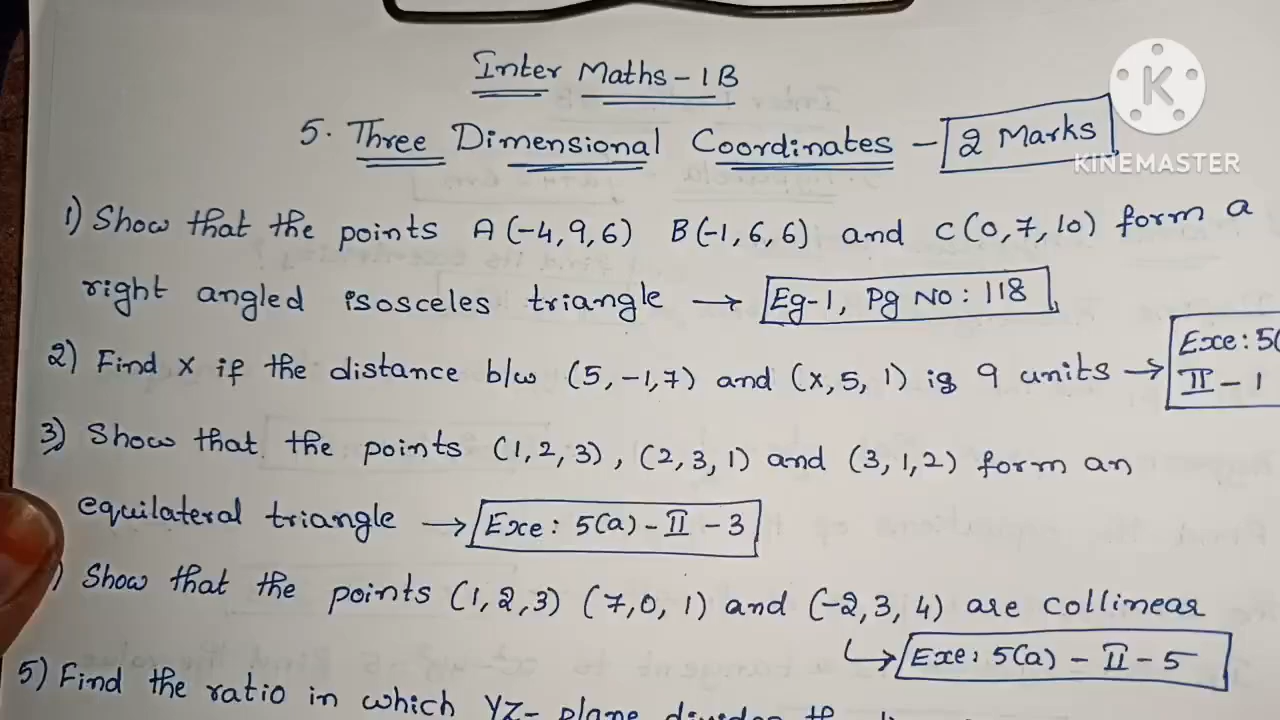 Inter Maths - 1B
5. Three Dimensional Coordinates - 2 Marks
KINEMASTER
1) Show that the points A(-4,9,6) B(-1,6,6) and C(0,7,10) form a
right angled isosceles triangle → Eg-1, Pg No: 118
2) Find x if the distance b/w (5,-1,7) and (x,5,1) is 9 units → Exe: 5(
II - 1
3) Show that the points (1,2,3), (2,3,1) and (3,1,2) form an
equilateral triangle → Exe: 5(a) - II - 3
) Show that the points (1,2,3) (7,0,1) and (-2,3,4) are collinear
↳ Exe: 5(a) - II - 5
5) Find the ratio in which YZ- plane